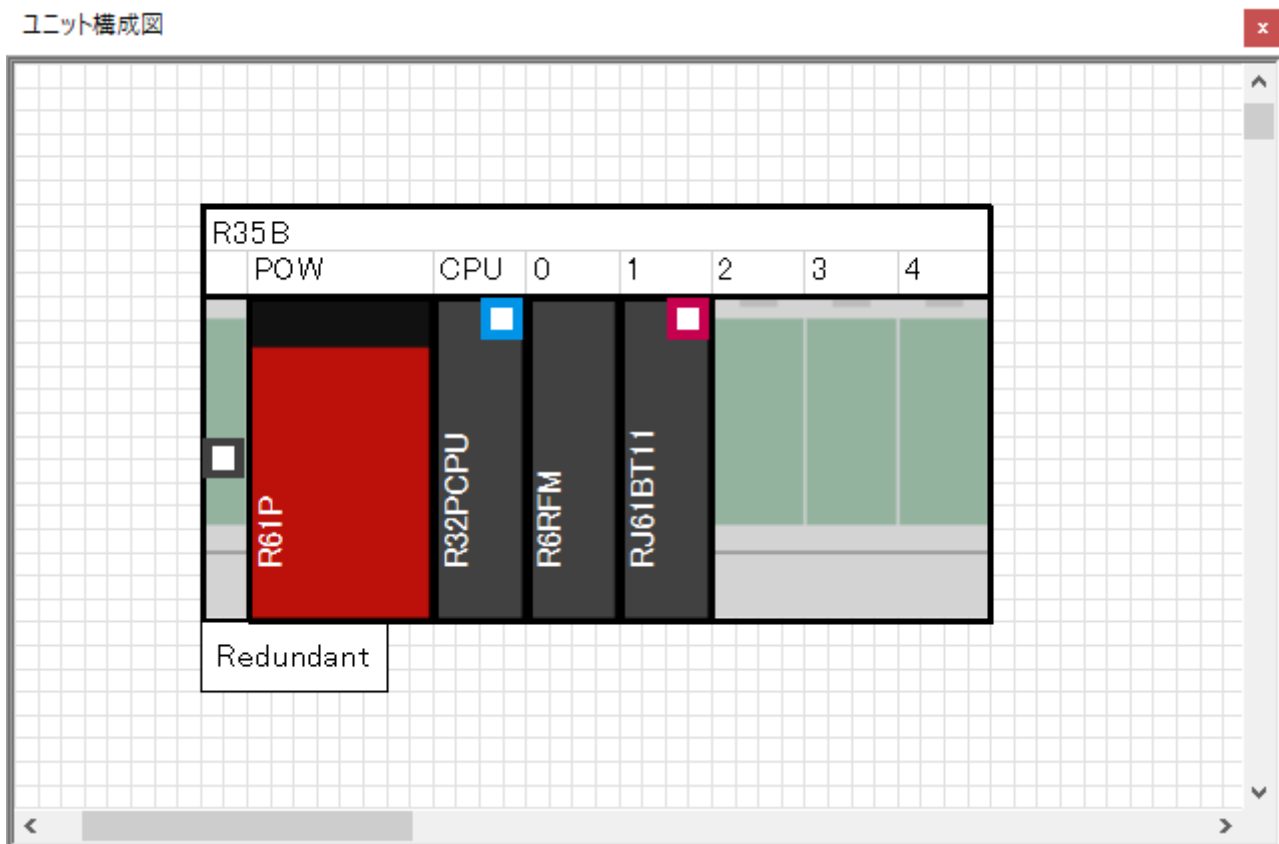 ユニット構成図
x
R35B
POW CPU 0 1 2 3 4
R61P
R32PCPU
R6RFM
RJ61BT11
Redundant